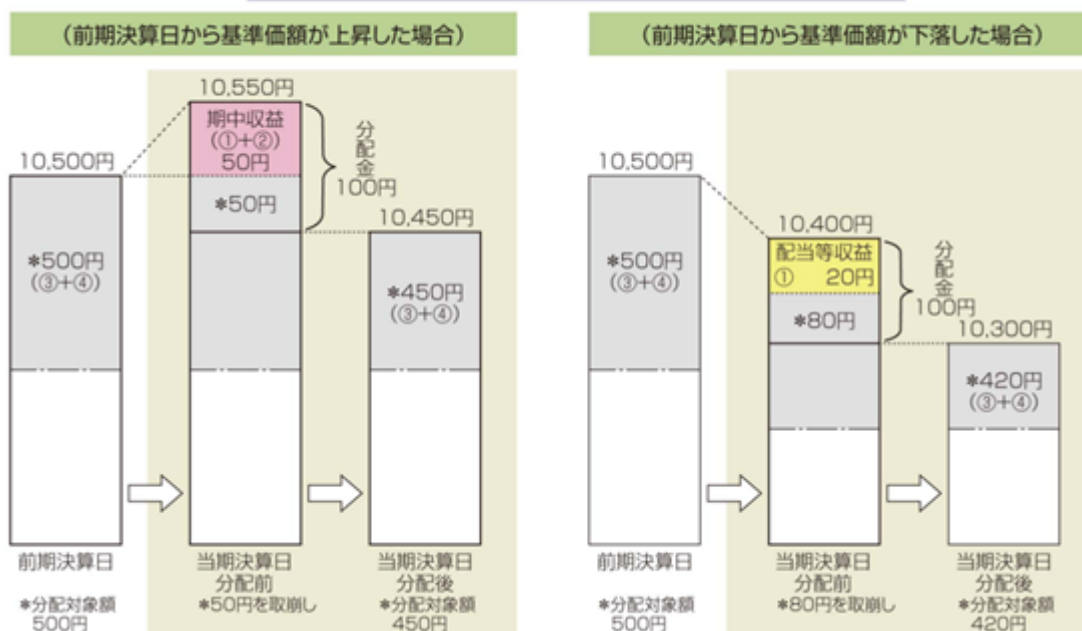 (前期決算日から基準価額が上昇した場合)
10,550円
期中収益
(①+②)
50円
*50円
分配金
100円
10,500円
*500円
(③+④)
10,450円
*450円
(③+④)
前期決算日
*分配対象額
500円
当期決算日
分配前
*50円を取崩し
当期決算日
分配後
*分配対象額
450円
(前期決算日から基準価額が下落した場合)
10,500円
*500円
(③+④)
10,400円
配当等収益
① 20円
*80円
分配金
100円
10,300円
*420円
(③+④)
前期決算日
*分配対象額
500円
当期決算日
分配前
*80円を取崩し
当期決算日
分配後
*分配対象額
420円